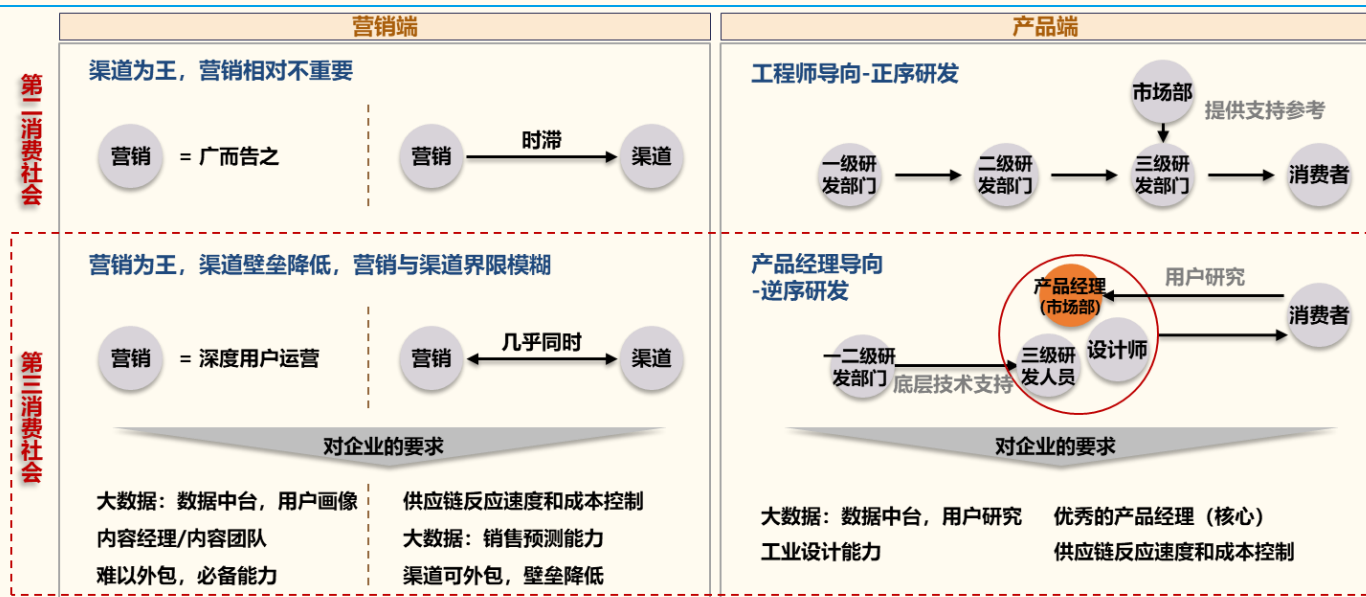 营销端
产品端
第二消费社会
渠道为王，营销相对不重要
营销
= 广而告之
营销
时滞
渠道
工程师导向-正序研发
市场部
提供支持参考
一级研
发部门
二级研
发部门
三级研
发部门
消费者
第三消费社会
营销为王，渠道壁垒降低，营销与渠道界限模糊
营销
= 深度用户运营
营销
几乎同时
渠道
对企业的要求
大数据：数据中台，用户画像
内容经理/内容团队
难以外包，必备能力
供应链反应速度和成本控制
大数据：销售预测能力
渠道可外包，壁垒降低
产品经理导向
-逆序研发
产品经理
(市场部)
用户研究
消费者
设计师
一二级研
发部门
底层技术支持
三级研
发人员
对企业的要求
大数据：数据中台，用户研究
工业设计能力
优秀的产品经理（核心）
供应链反应速度和成本控制